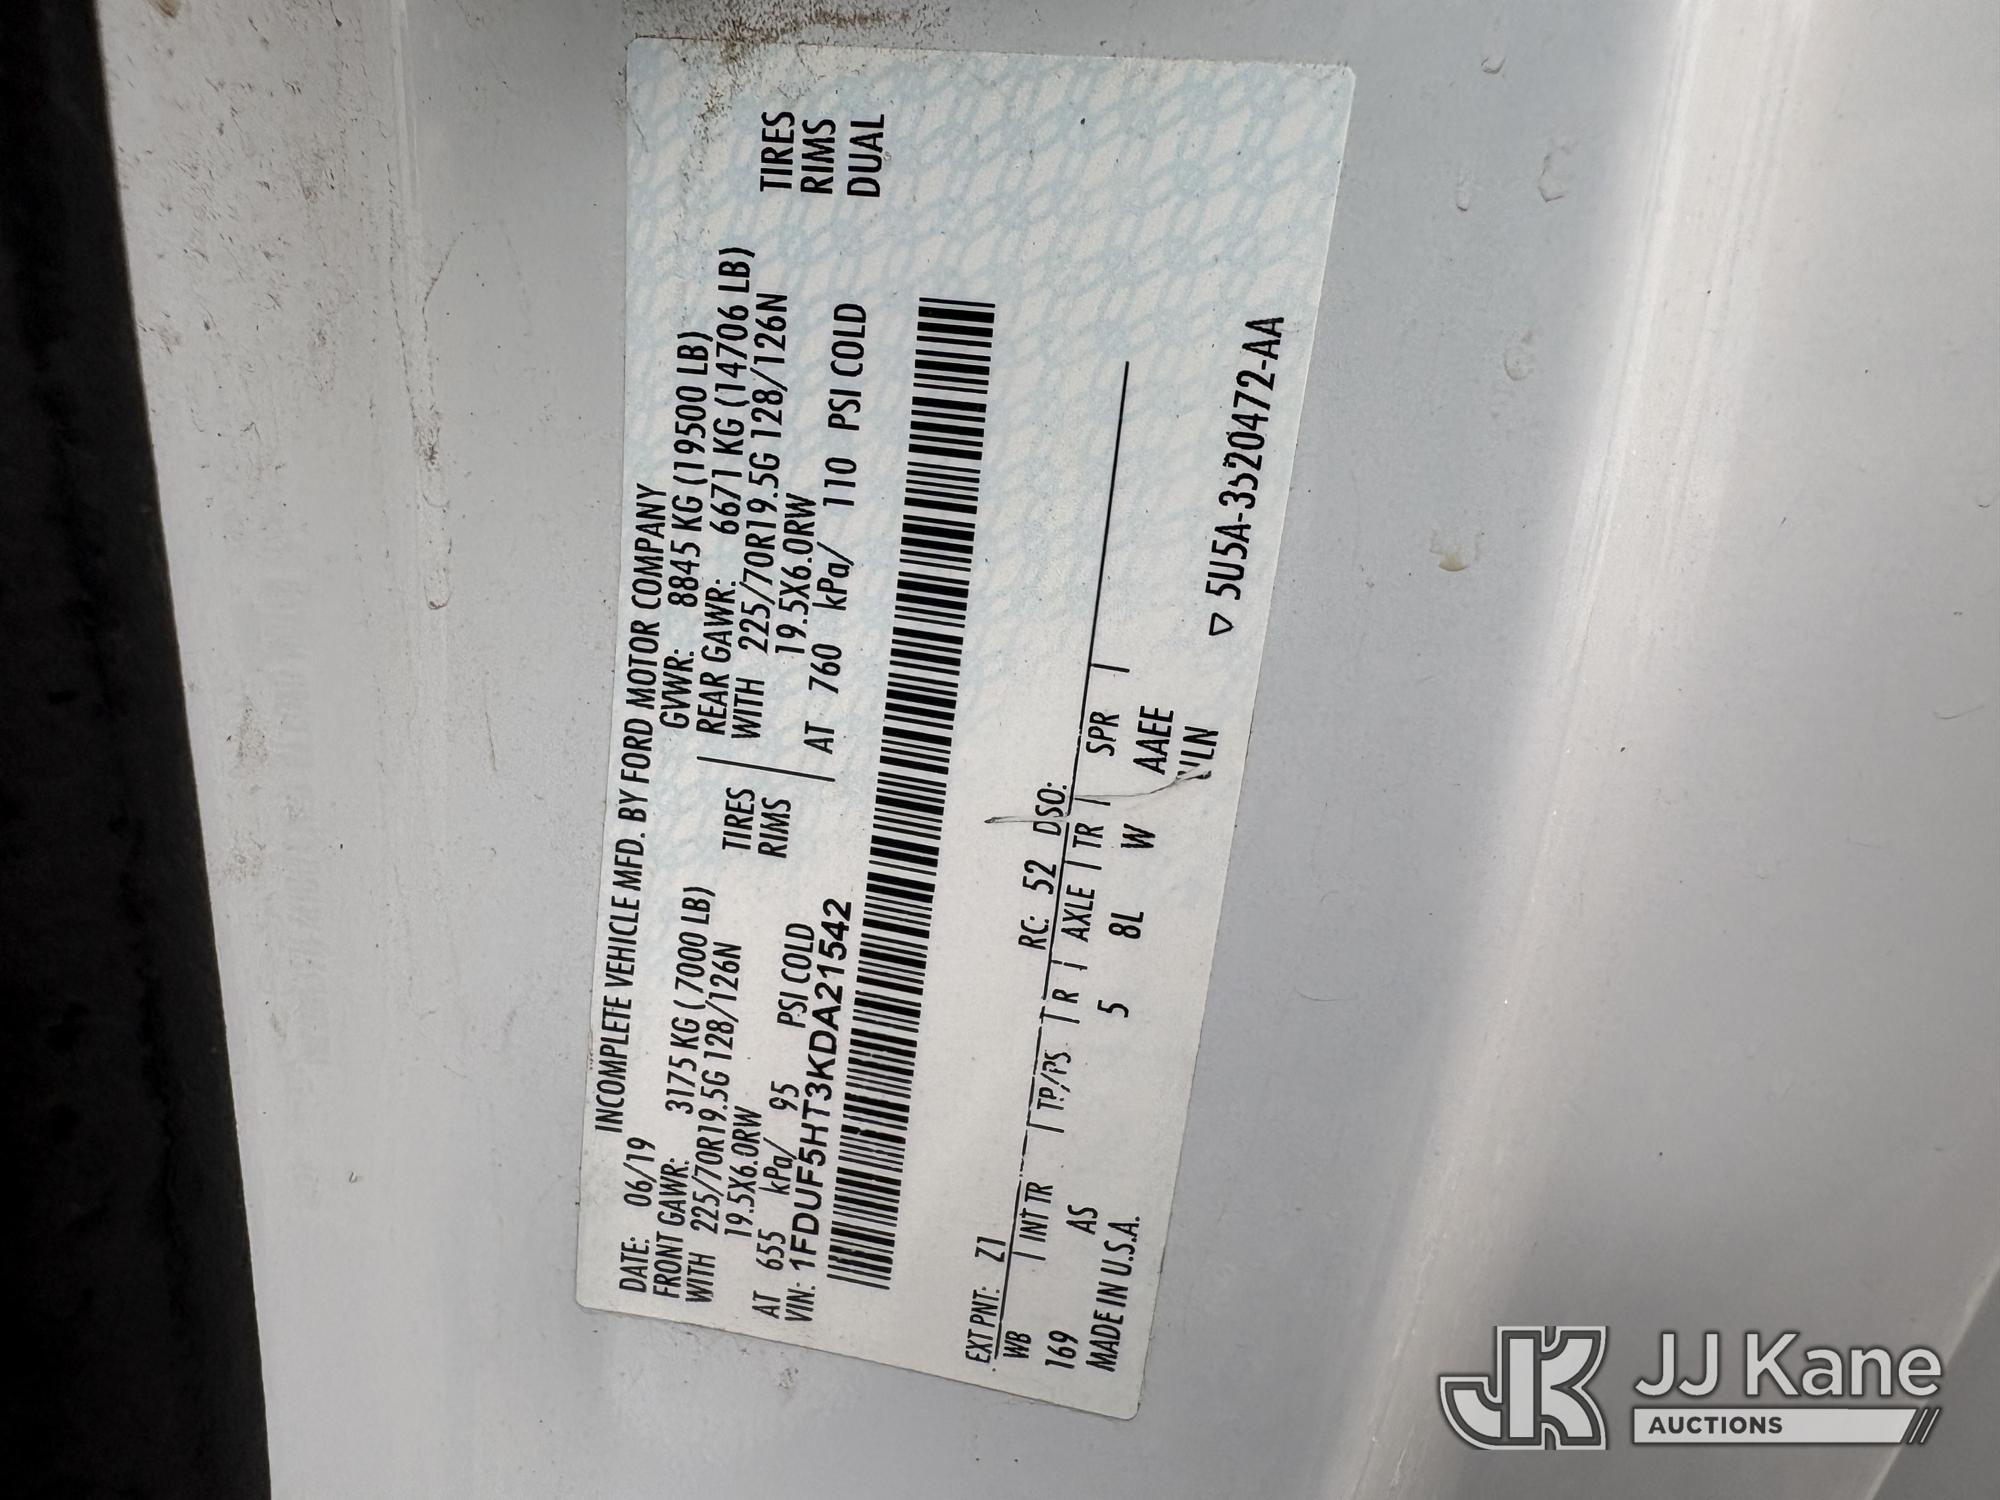 INCOMPLETE VEHICLE MFD. BY FORD MOTOR COMPANY
DATE: 06/19 GVWR: 8845 KG (19500 LB)
FRONT GAWR: 3175 KG (7000 LB) REAR GAWR: 6671 KG (14706 LB)
WITH 225/70R19.5G 128/126N TIRES WITH 225/70R19.5G 128/126N TIRES
19.5X6.0RW RIMS 19.5X6.0RW RIMS
AT 655 kPa/ 95 PSI COLD AT 760 kPa/ 110 PSI COLD DUAL
VIN: 1FDUF5HT3KDA21542
EXT PNT: Z1 RC: 52 DSO:
WB INT TR TP/PS R AXLE TR SPR
169 AS 5 8L W AAEE
MADE IN U.S.A.
▽ 5U5A-3520472-AA
JK JJ Kane
AUCTIONS